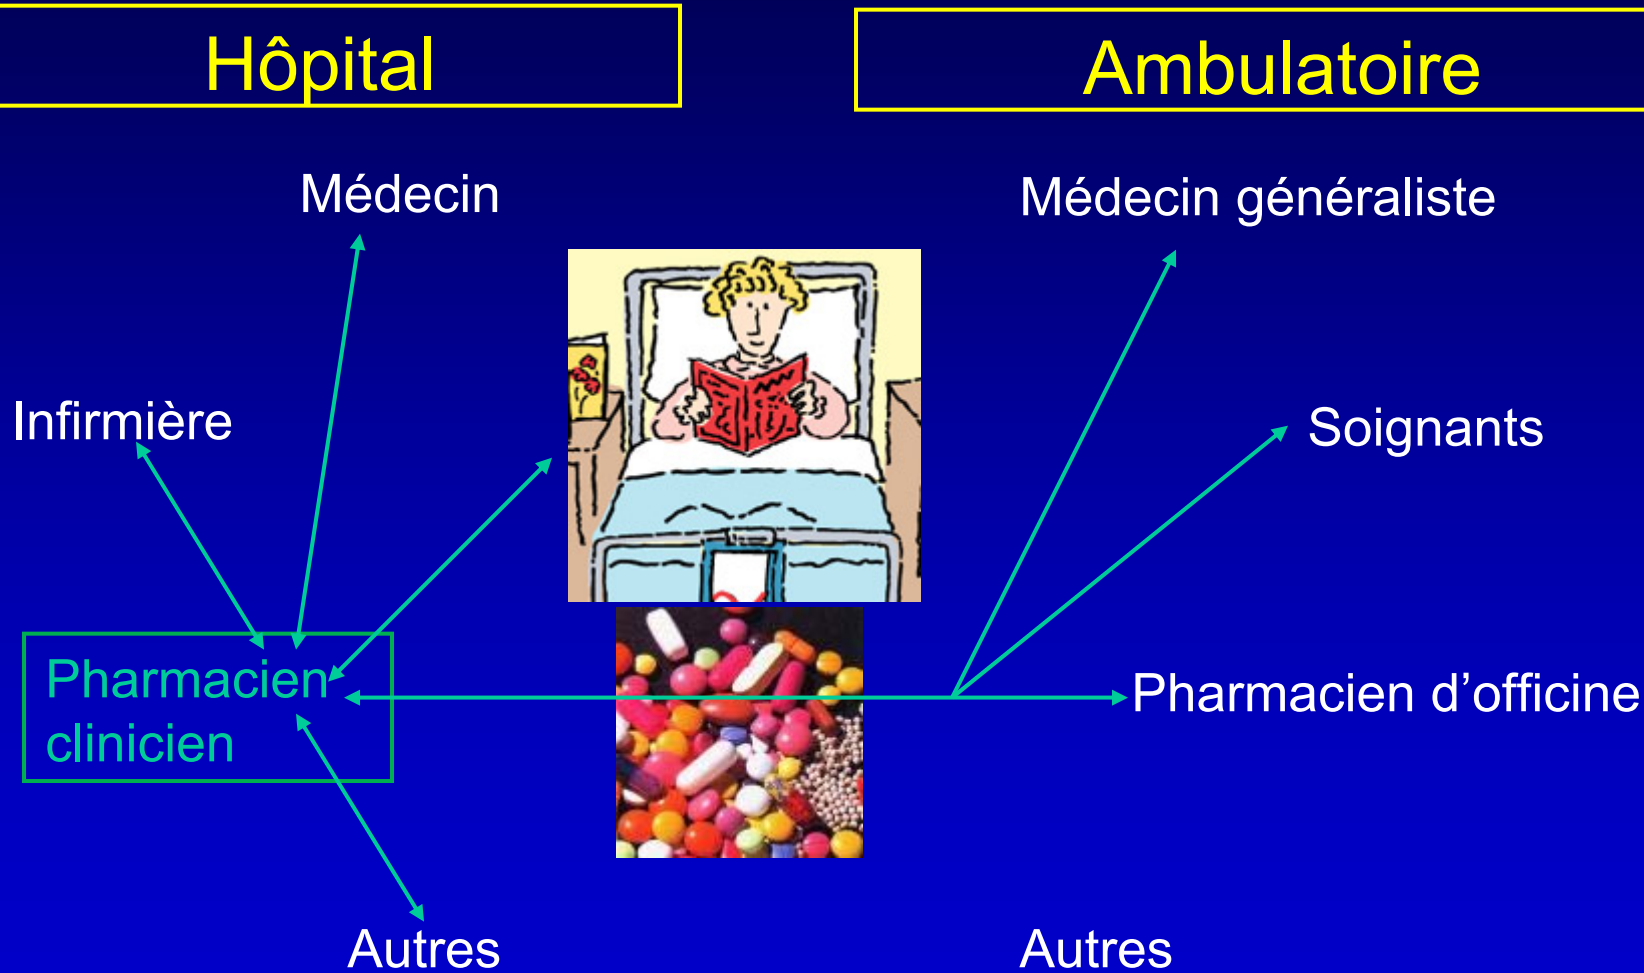 Hôpital
Ambulatoire
Médecin
Médecin généraliste
Infirmière
Soignants
Pharmacien
clinicien
Pharmacien d’officine
Autres
Autres